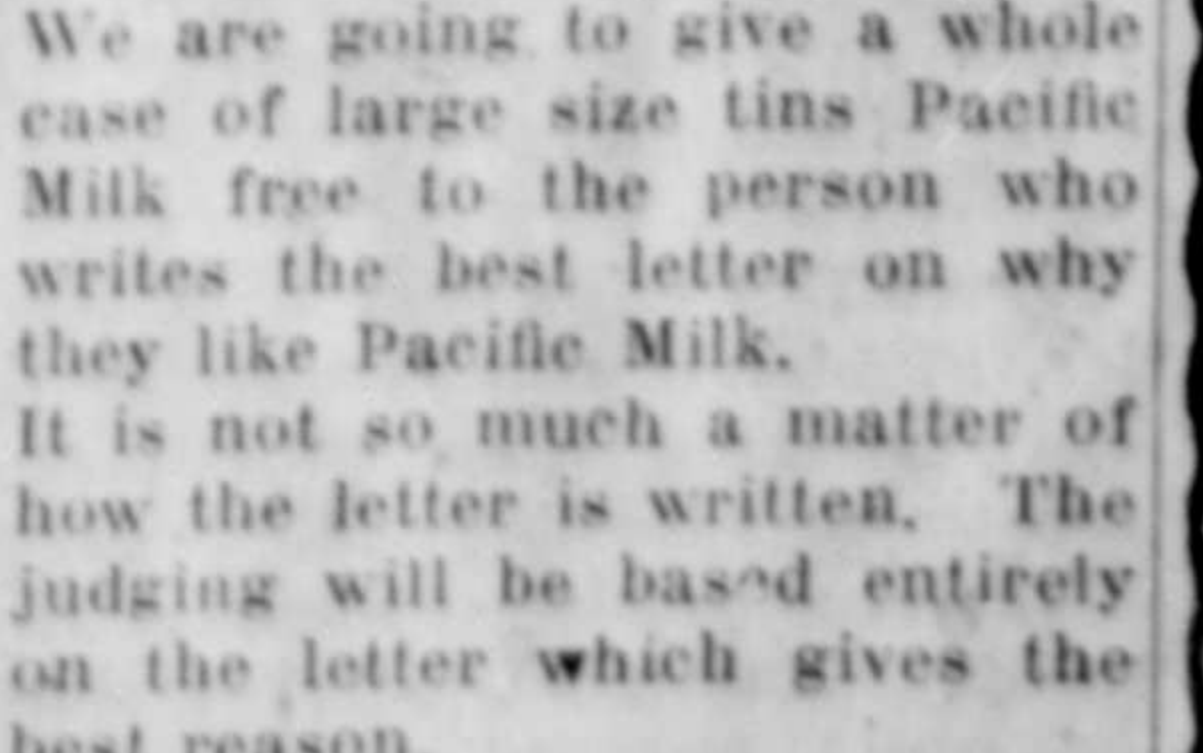 We are going to give a whole
case of large size tins Pacific
Milk free to the person who
writes the best letter on why
they like Pacific Milk.
It is not so much a matter of
how the letter is written. The
judging will be based entirely
on the letter which gives the
best reason.